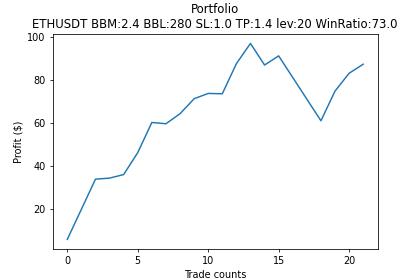 Portfolio
ETHUSDT BBM:2.4 BBL:280 SL:1.0 TP:1.4 lev:20 WinRatio:73.0
100
80
60
40
20
Profit ($)
0 5 10 15 20
Trade counts